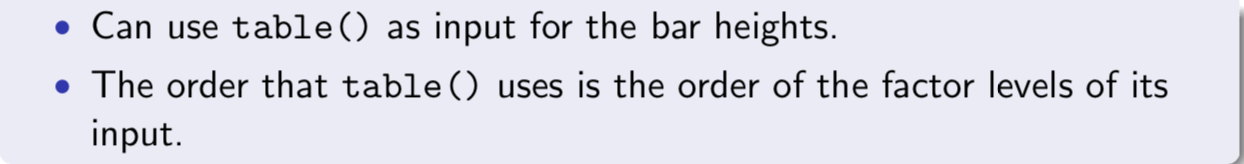 • Can use table() as input for the bar heights.
• The order that table() uses is the order of the factor levels of its
input.